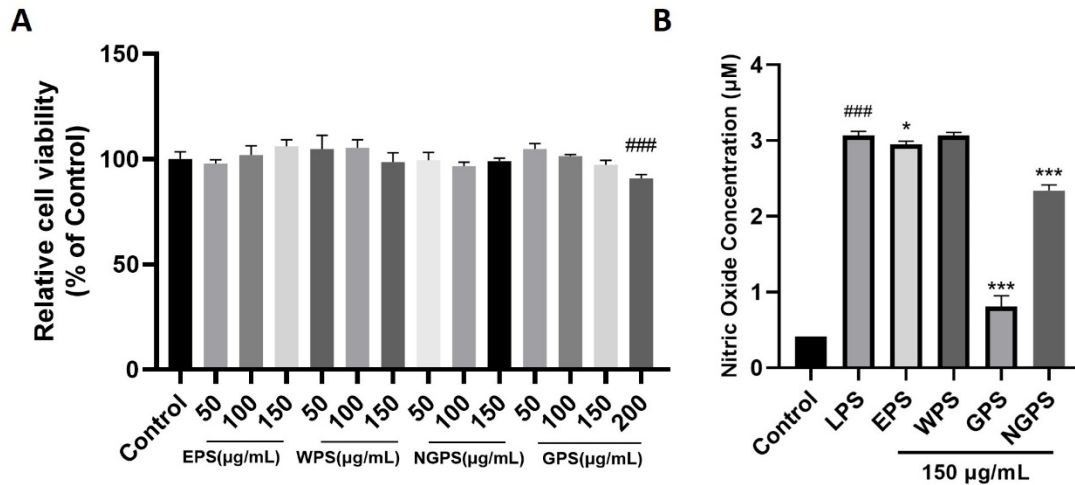 A
Relative cell viability
(% of Control)
150
100
50
0
###
Control
50
100
150
50
100
150
50
100
150
50
100
150
200
EPS(μg/mL) WPS(μg/mL) NGPS(μg/mL) GPS(μg/mL)
B
Nitric Oxide Concentration (μM)
4
3
2
1
0
###
*
***
***
Control
LPS
EPS
WPS
GPS
NGPS
150 μg/mL